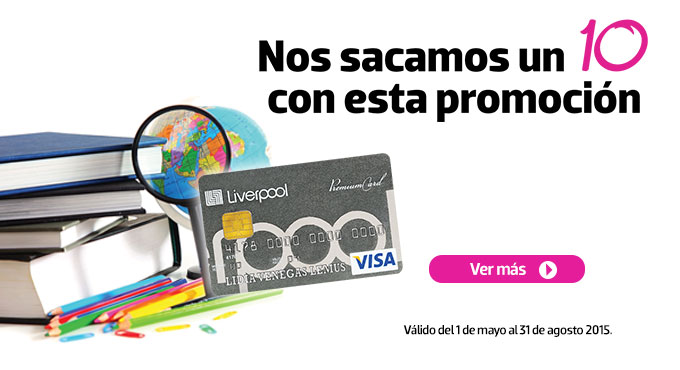 Nos sacamos un 10
con esta promoción
Liverpool
PremiumCard
4178 0000 0000 0000
4178
LIDIA VENEGAS LEMUS
VISA
Ver más
Válido del 1 de mayo al 31 de agosto 2015.